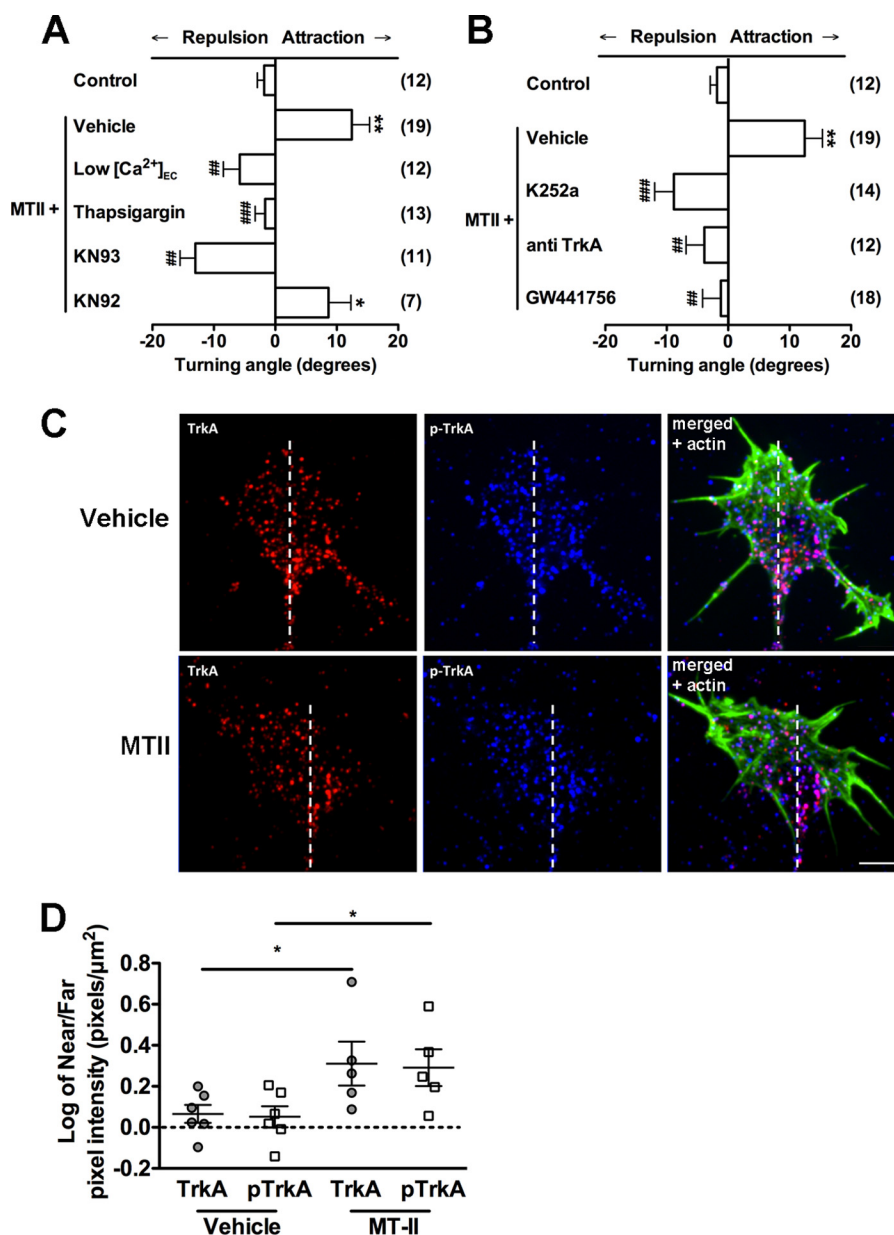 A
← Repulsion Attraction →
Control
(12)
Vehicle
**
(19)
Low [Ca2+]EC
##
(12)
MTII +
Thapsigargin
###
(13)
KN93
##
(11)
KN92
*
(7)
-20 -10 0 10 20
Turning angle (degrees)
B
← Repulsion Attraction →
Control
(12)
Vehicle
**
(19)
K252a
###
(14)
MTII +
anti TrkA
##
(12)
GW441756
##
(18)
-20 -10 0 10 20
Turning angle (degrees)
C
TrkA
p-TrkA
merged
+ actin
Vehicle
TrkA
p-TrkA
merged
+ actin
MTII
D
Log of Near/Far
pixel intensity (pixels/µm2)
*
*
0.8
0.6
0.4
0.2
0.0
-0.2
TrkA pTrkA TrkA pTrkA
Vehicle MT-II